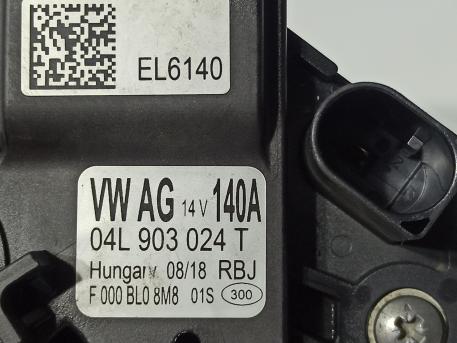 EL6140
VW AG 14 V 140A
04L 903 024 T
Hungary 08/18 RBJ
F 000 BL0 8M8 01S 300